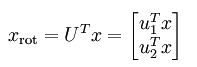 x_rot = U^T x = [ u_1^T x
u_2^T x ]